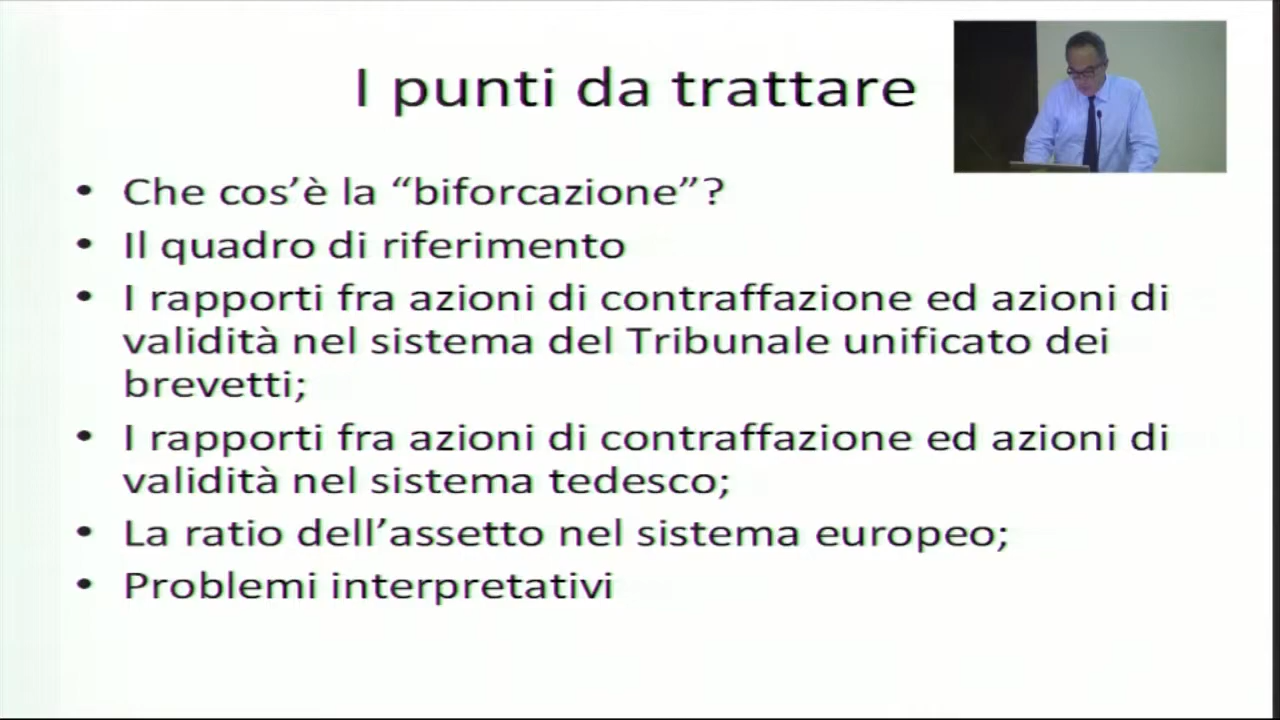 I punti da trattare
• Che cos’è la “biforcazione”?
• Il quadro di riferimento
• I rapporti fra azioni di contraffazione ed azioni di
validità nel sistema del Tribunale unificato dei
brevetti;
• I rapporti fra azioni di contraffazione ed azioni di
validità nel sistema tedesco;
• La ratio dell’assetto nel sistema europeo;
• Problemi interpretativi